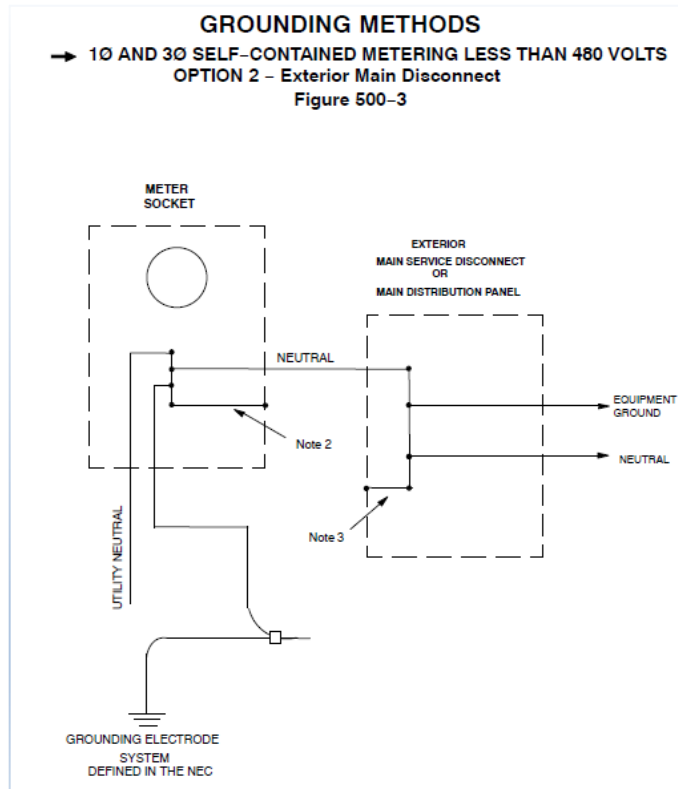 GROUNDING METHODS
→ 1Ø AND 3Ø SELF–CONTAINED METERING LESS THAN 480 VOLTS
OPTION 2 – Exterior Main Disconnect
Figure 500–3
METER
SOCKET
EXTERIOR
MAIN SERVICE DISCONNECT
OR
MAIN DISTRIBUTION PANEL
NEUTRAL
EQUIPMENT
GROUND
Note 2
NEUTRAL
Note 3
UTILITY NEUTRAL
GROUNDING ELECTRODE
SYSTEM
DEFINED IN THE NEC